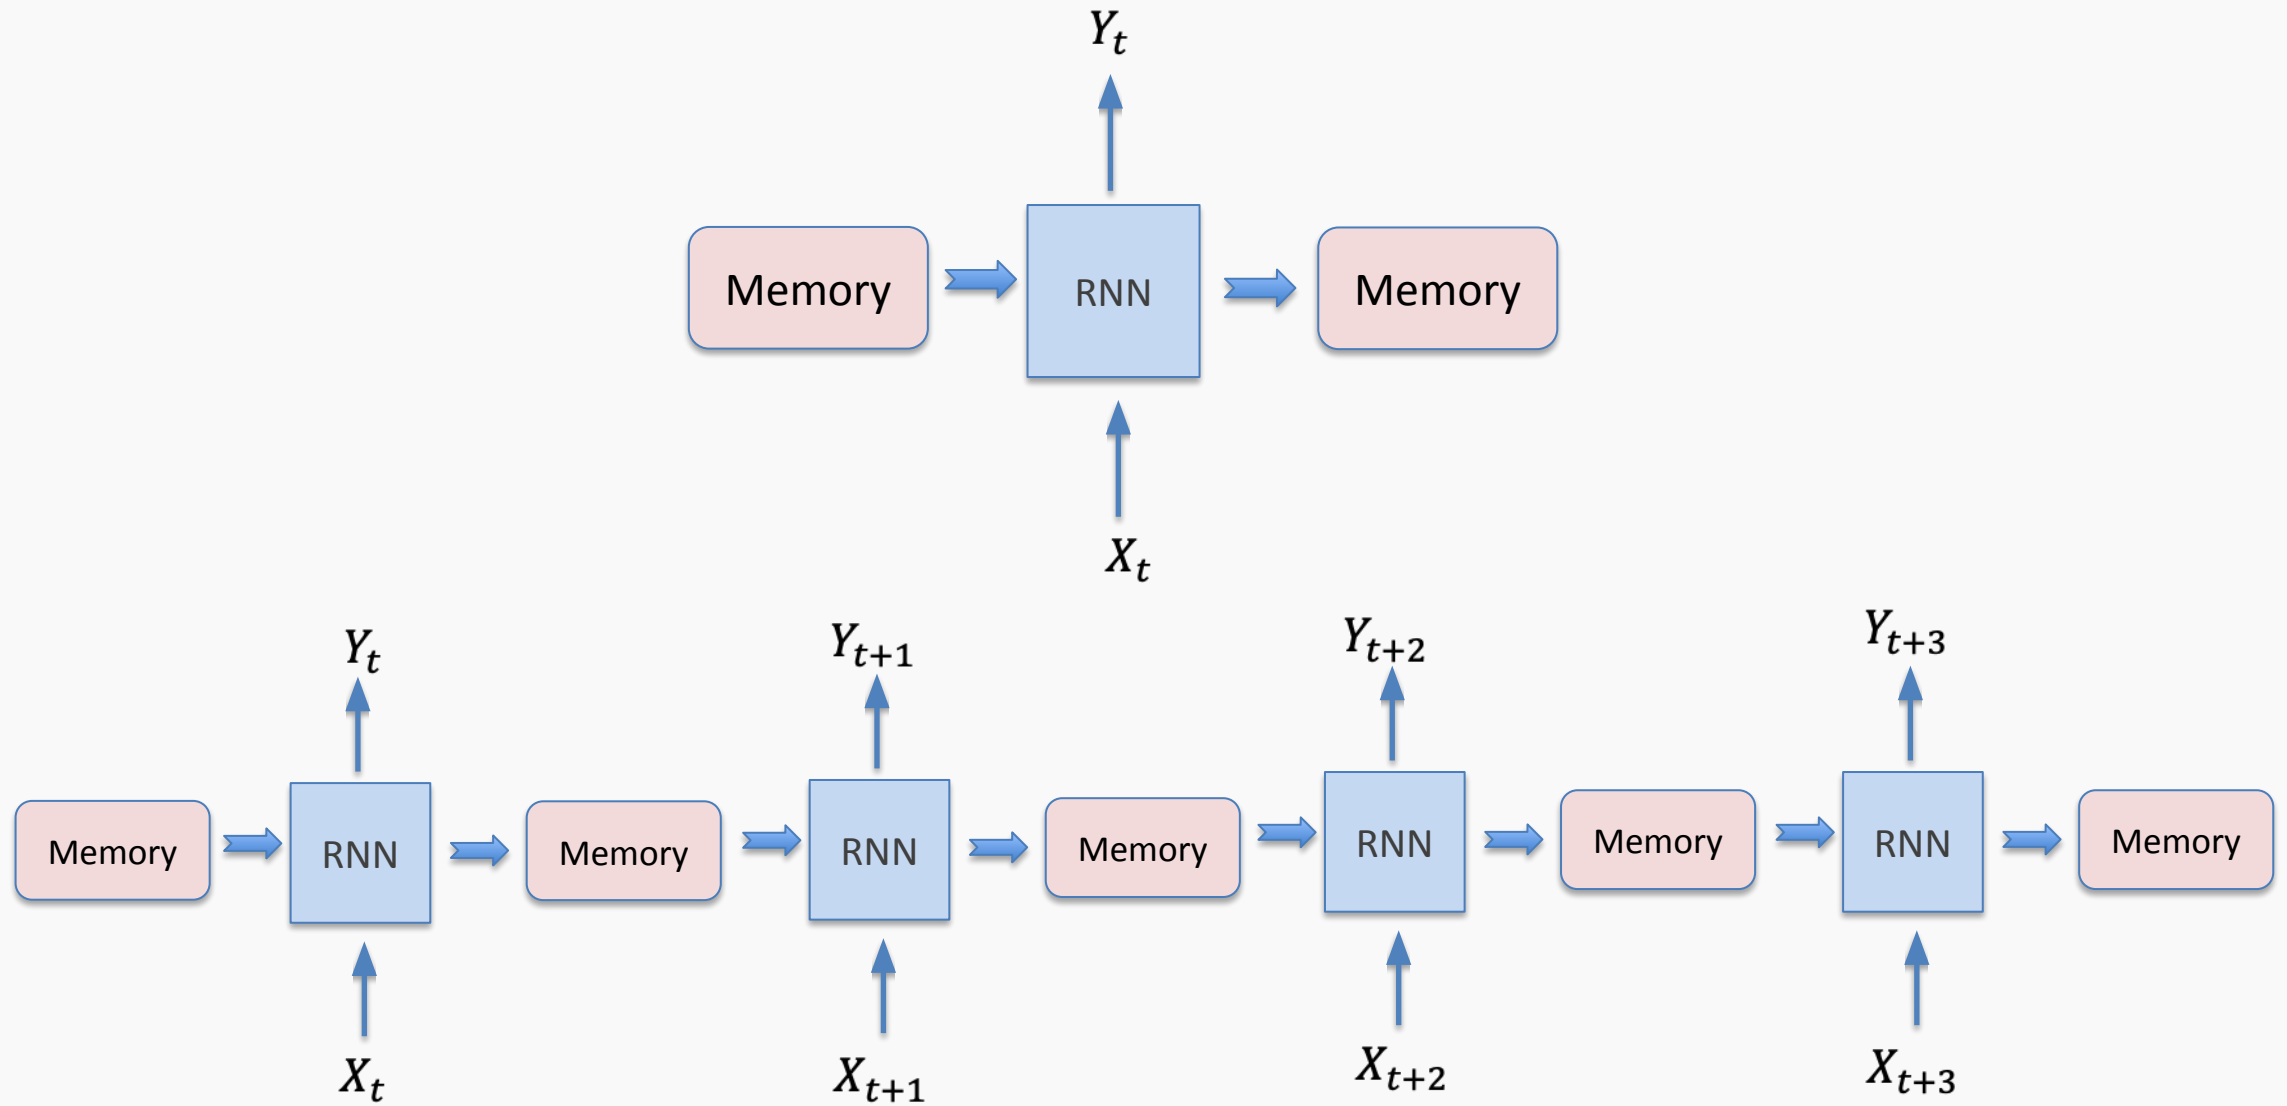 Y_t
Memory RNN Memory
X_t
Y_t Y_{t+1} Y_{t+2} Y_{t+3}
Memory RNN Memory RNN Memory RNN Memory RNN Memory
X_t X_{t+1} X_{t+2} X_{t+3}